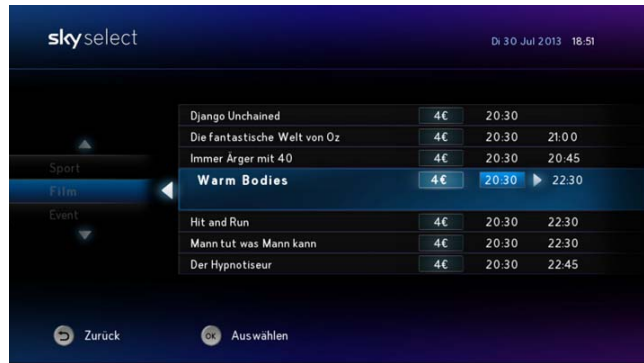 sky select
Di 30 Jul 2013 18:51
Django Unchained 4€ 20:30
Die fantastische Welt von Oz 4€ 20:30 21:00
Immer Ärger mit 40 4€ 20:30 20:45
Sport
Warm Bodies 4€ 20:30 22:30
Film
Event
Hit and Run 4€ 20:30 22:30
Mann tut was Mann kann 4€ 20:30 22:30
Der Hypnotiseur 4€ 20:30 22:45
Zurück
OK Auswählen